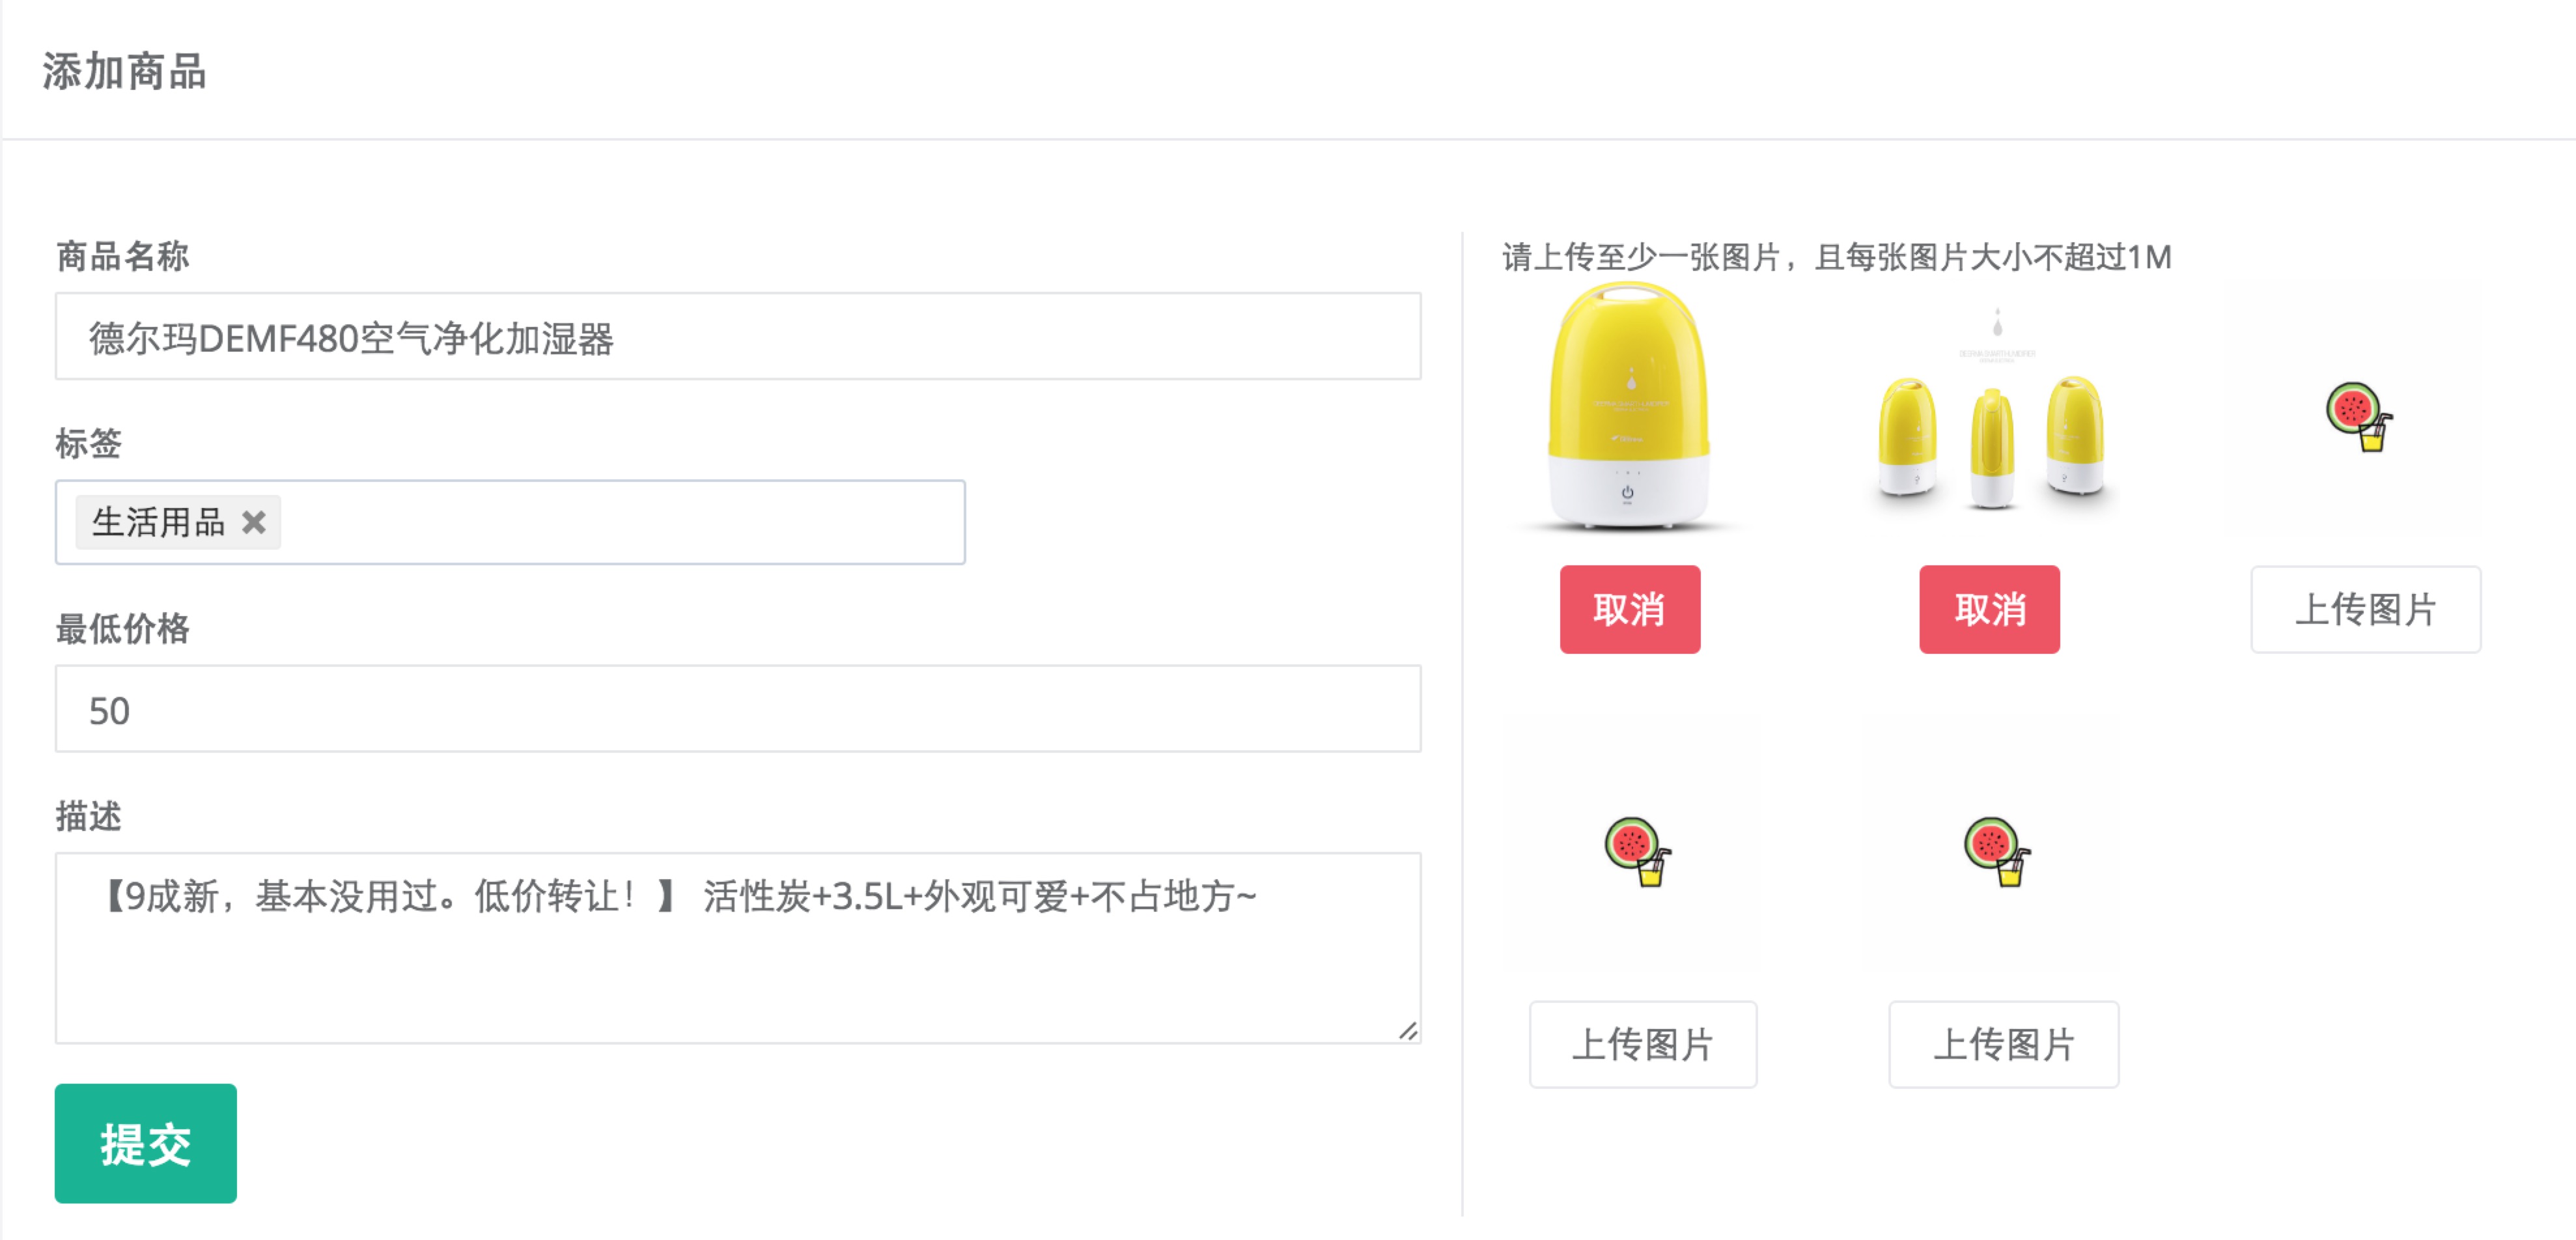 添加商品
商品名称
德尔玛DEMF480空气净化加湿器
标签
生活用品
最低价格
50
描述
【9成新，基本没用过。低价转让！】 活性炭+3.5L+外观可爱+不占地方~
提交
请上传至少一张图片，且每张图片大小不超过1M
取消
取消
上传图片
上传图片
上传图片